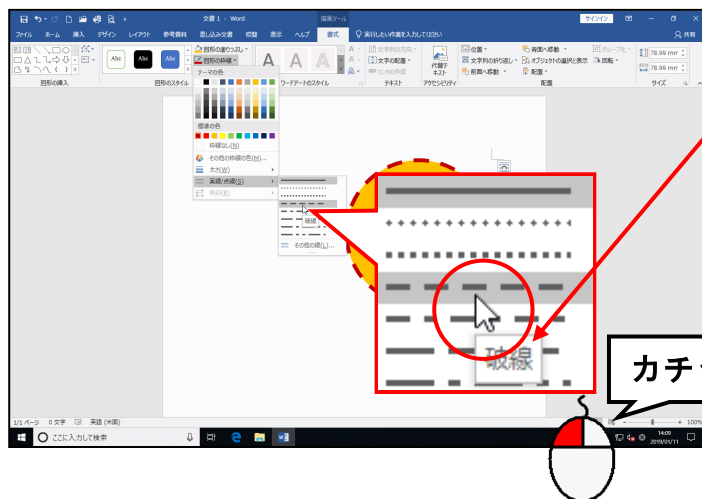 文書 1 - Word
描画ツール
サインイン
ファイル ホーム 挿入 デザイン レイアウト 参考資料 差し込み文書 校閲 表示 ヘルプ 書式 実行したい作業を入力してください 共有
図形の塗りつぶし
図形の枠線
Abc Abc Abc
A A A
文字列の方向
文字の配置
リンクの作成
代替テキスト
位置
文字列の折り返し
前面へ移動
背面へ移動
オブジェクトの選択と表示
配置
グループ化
回転
78.99 mm
78.99 mm
図形の挿入 図形のスタイル ワードアートのスタイル テキスト アクセシビリティ 配置 サイズ
テーマの色
標準の色
枠線なし(N)
その他の枠線の色(M)...
太さ(W)
実線/点線(S)
矢印(R)
破線
その他の線(L)...
破線
カチッ
1/1 ページ 0 文字 英語 (米国)
100%
ここに入力して検索
14:09
2019/01/11